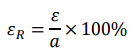 ε_R = ε/a × 100%